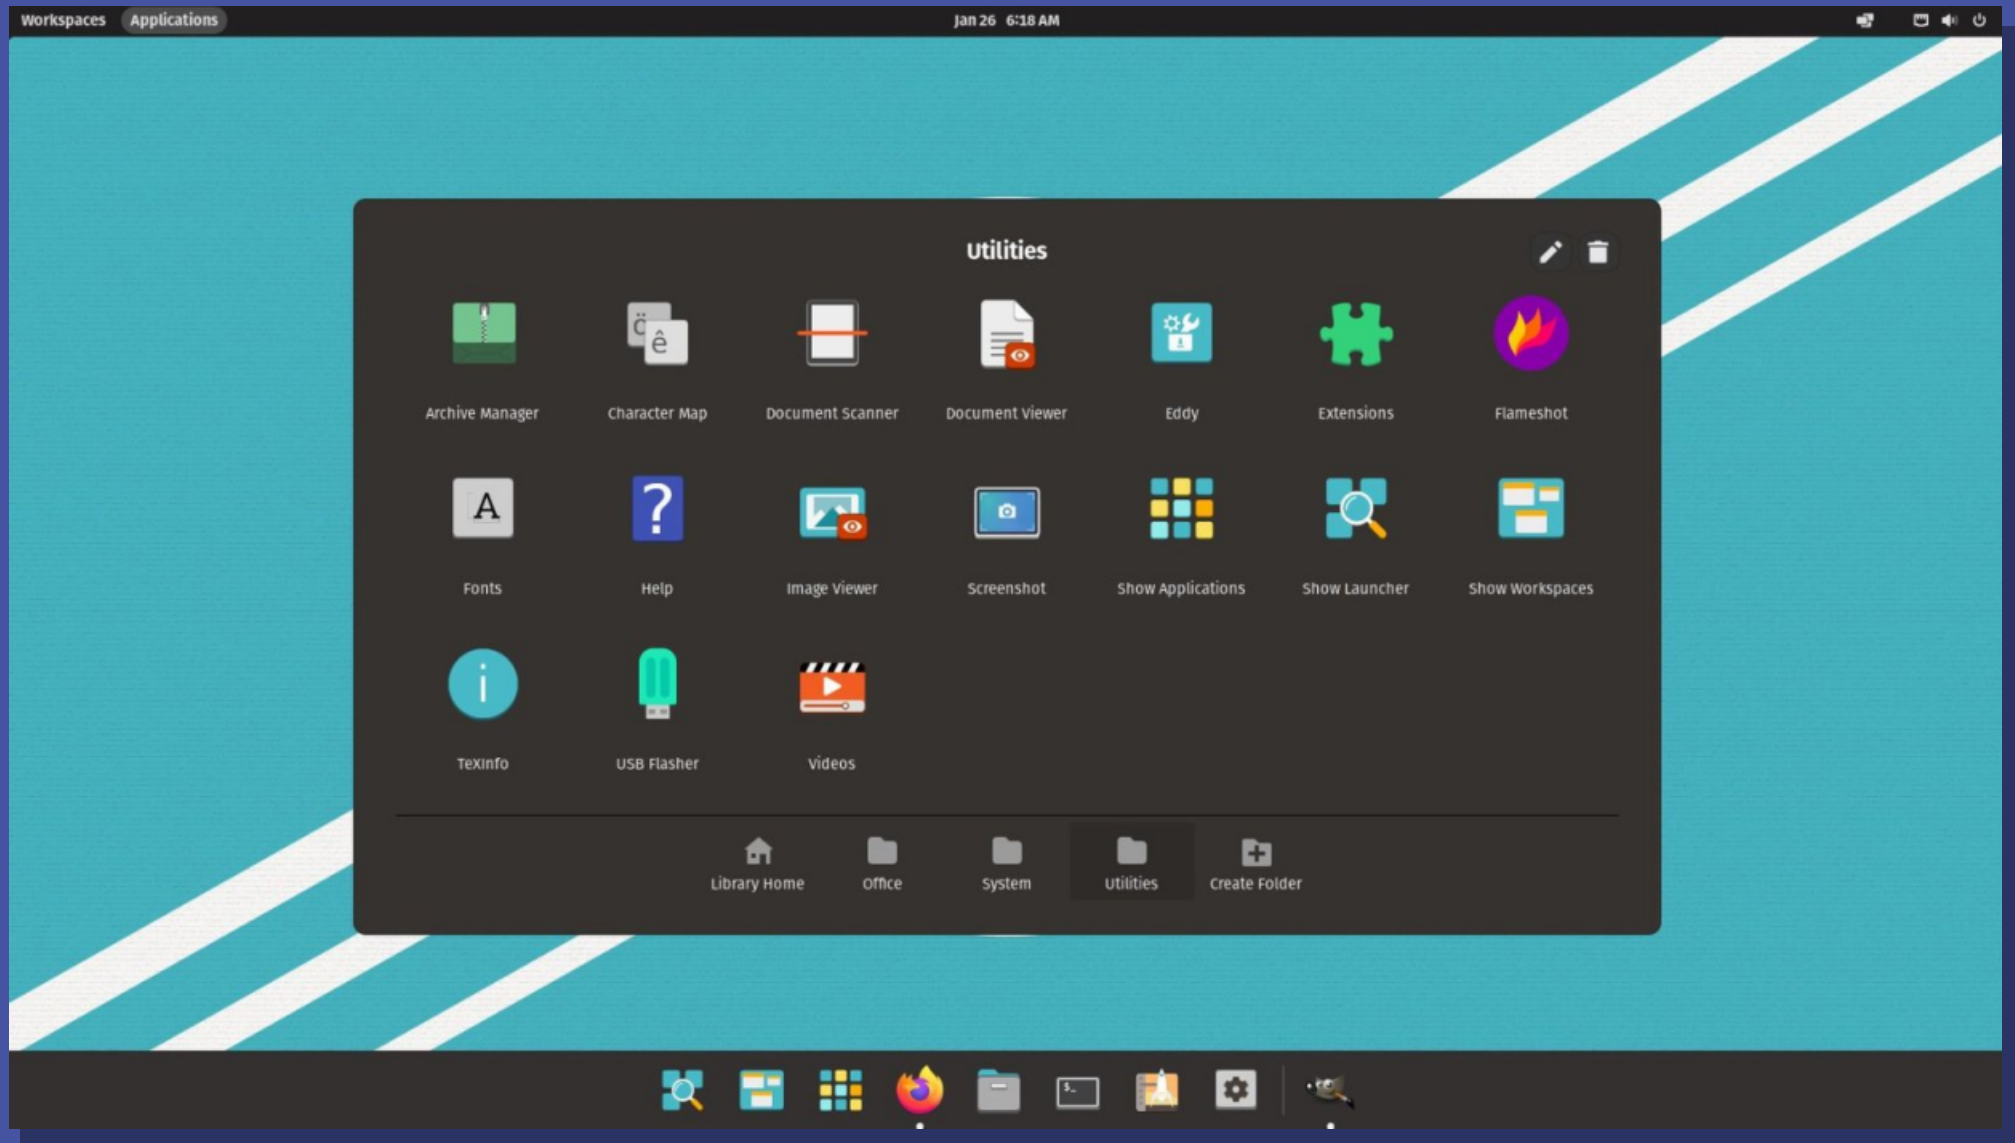 Workspaces Applications Jan 26 6:18 AM
Utilities
ö
ê
Archive Manager Character Map Document Scanner Document Viewer Eddy Extensions Flameshot
A ?
Fonts Help Image Viewer Screenshot Show Applications Show Launcher Show Workspaces
i
TeXInfo USB Flasher Videos
Library Home Office System Utilities Create Folder
$_